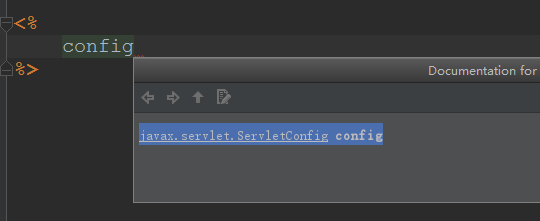 <%
config
%>
Documentation for
javax.servlet.ServletConfig config